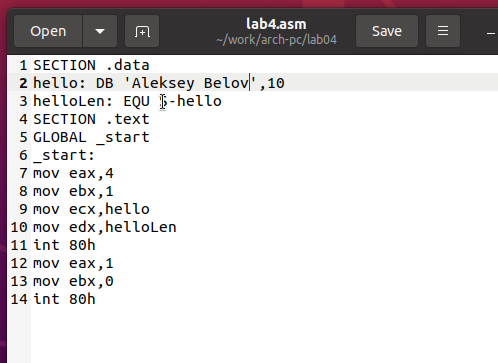 Open
lab4.asm
~/work/arch-pc/lab04
Save
1 SECTION .data
2 hello: DB 'Aleksey Belov',10
3 helloLen: EQU $-hello
4 SECTION .text
5 GLOBAL _start
6 _start:
7 mov eax,4
8 mov ebx,1
9 mov ecx,hello
10 mov edx,helloLen
11 int 80h
12 mov eax,1
13 mov ebx,0
14 int 80h